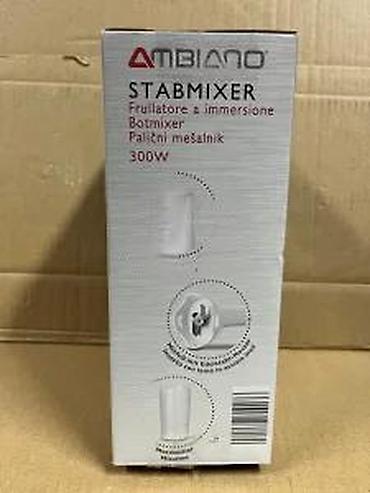 AMBIANO
STABMIXER
Frullatore a immersione
Botmixer
Palični mešalnik
300W